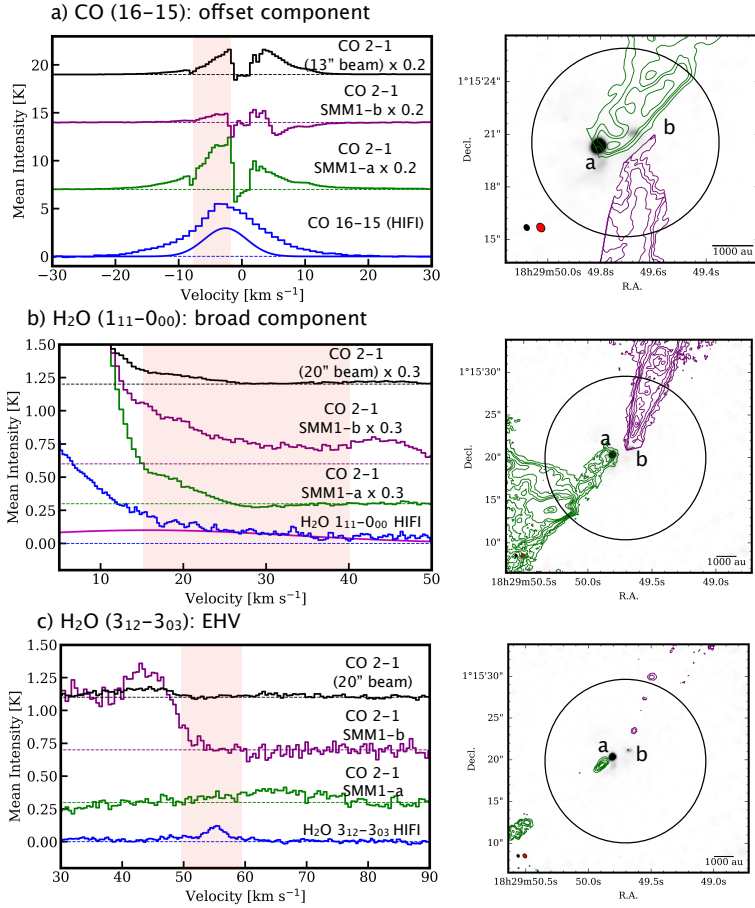 a) CO (16-15): offset component
CO 2-1
(13" beam) x 0.2
CO 2-1
SMM1-b x 0.2
CO 2-1
SMM1-a x 0.2
CO 16-15 (HIFI)
Mean Intensity [K]
20
15
10
5
0
−30 −20 −10 0 10 20 30
Velocity [km s⁻¹]
Decl.
1°15'24"
21"
18"
15"
a
b
1000 au
18h29m50.0s 49.8s 49.6s 49.4s
R.A.
b) H₂O (1₁₁-0₀₀): broad component
CO 2-1
(20" beam) x 0.3
CO 2-1
SMM1-b x 0.3
CO 2-1
SMM1-a x 0.3
H₂O 1₁₁-0₀₀ HIFI
Mean Intensity [K]
1.50
1.25
1.00
0.75
0.50
0.25
0.00
10 20 30 40 50
Velocity [km s⁻¹]
Decl.
1°15'30"
25"
20"
15"
10"
a
b
1000 au
18h29m50.5s 50.0s 49.5s 49.0s
R.A.
c) H₂O (3₁₂-3₀₃): EHV
CO 2-1
(20" beam)
CO 2-1
SMM1-b
CO 2-1
SMM1-a
H₂O 3₁₂-3₀₃ HIFI
Mean Intensity [K]
1.50
1.25
1.00
0.75
0.50
0.25
0.00
30 40 50 60 70 80 90
Velocity [km s⁻¹]
Decl.
1°15'30"
25"
20"
15"
10"
a
b
1000 au
18h29m50.5s 50.0s 49.5s 49.0s
R.A.